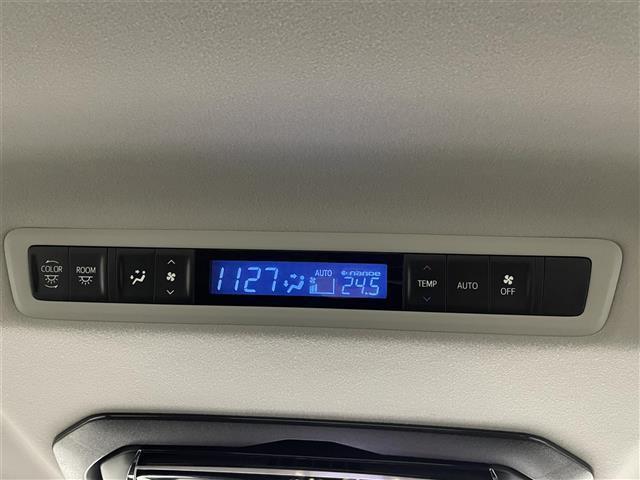 COLOR
ROOM
1127
AUTO
nanoe
24.5
TEMP
AUTO
OFF